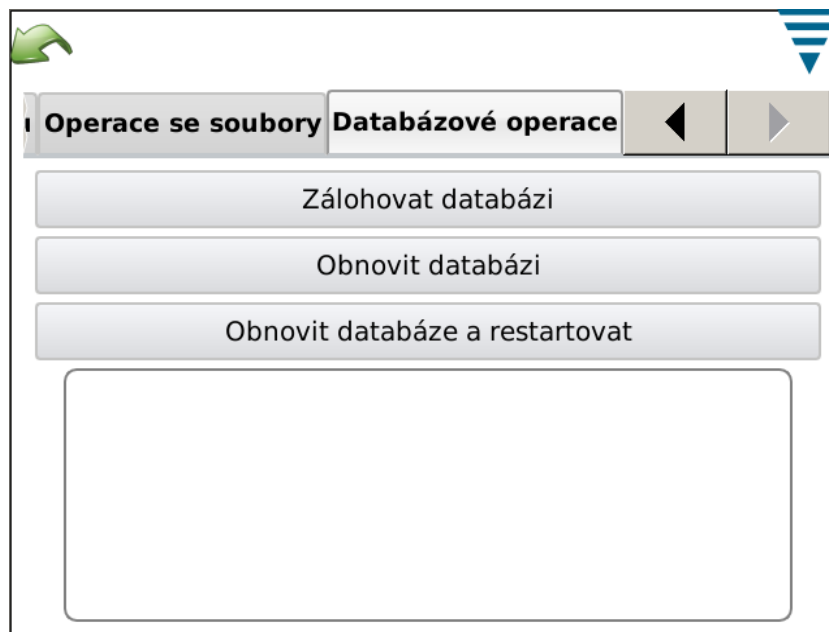 Operace se soubory Databázové operace
Zálohovat databázi
Obnovit databázi
Obnovit databáze a restartovat